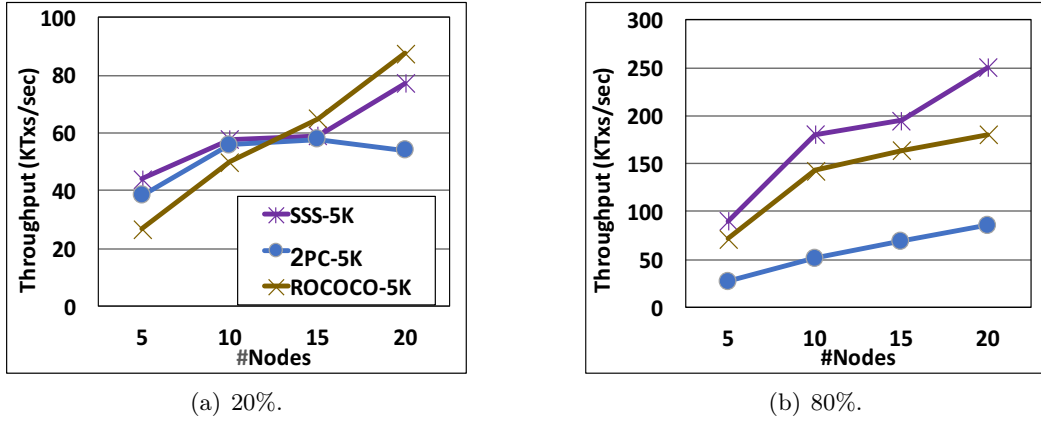 100
80
60
40
20
0
Throughput (KTxs/sec)
SSS-5K
2PC-5K
ROCOCO-5K
5 10 15 20
#Nodes
(a) 20%.
300
250
200
150
100
50
0
Throughput (KTxs/sec)
5 10 15 20
#Nodes
(b) 80%.